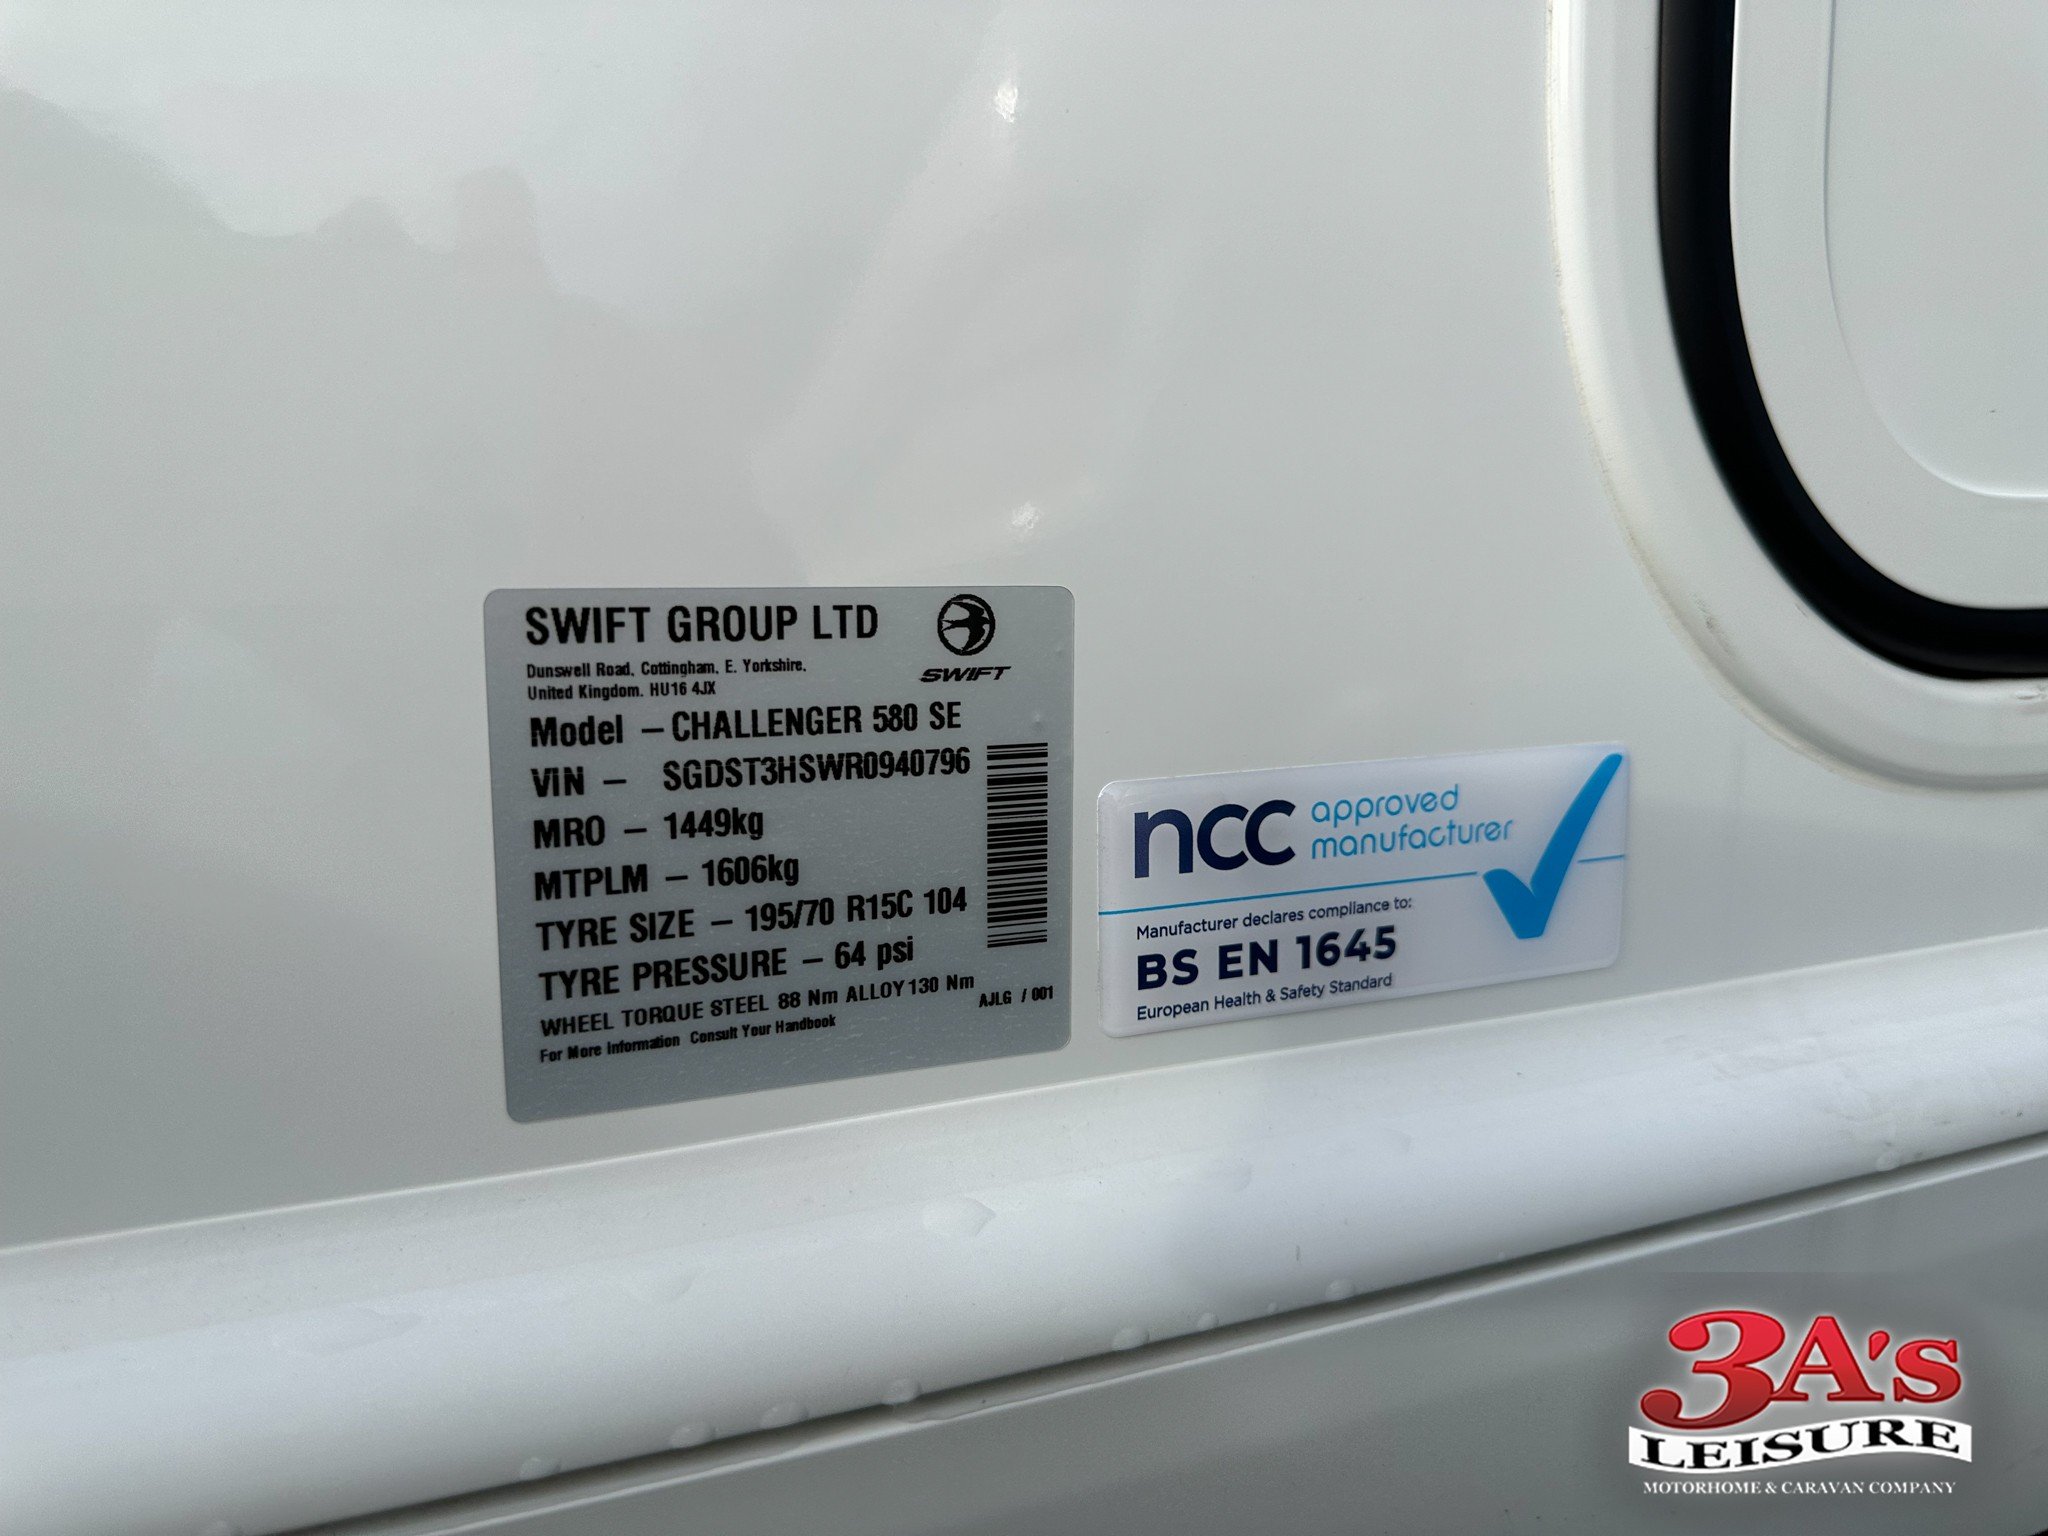 SWIFT GROUP LTD
Dunswell Road, Cottingham, E. Yorkshire.
United Kingdom. HU16 4JX
SWIFT
Model – CHALLENGER 580 SE
VIN – SGDST3HSWR0940796
MRO – 1449kg
MTPLM – 1606kg
TYRE SIZE – 195/70 R15C 104
TYRE PRESSURE – 64 psi
WHEEL TORQUE STEEL 88 Nm ALLOY 130 Nm
AJLG / 001
For More Information Consult Your Handbook
ncc approved
manufacturer
Manufacturer declares compliance to:
BS EN 1645
European Health & Safety Standard
3A's
LEISURE
MOTORHOME & CARAVAN COMPANY